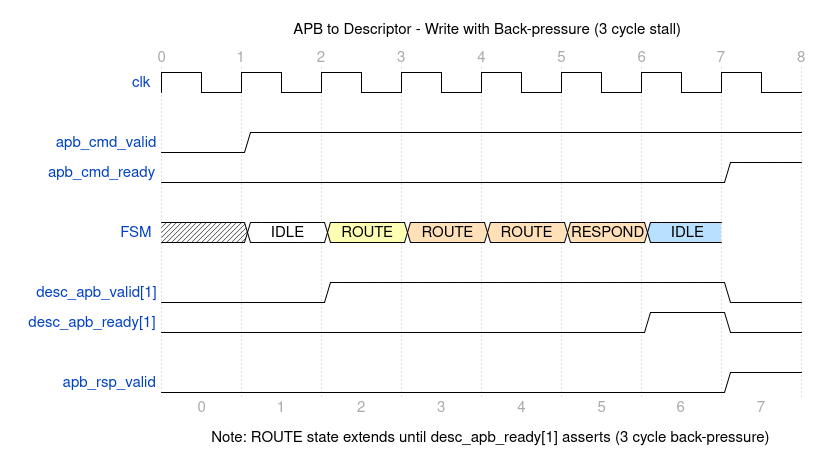 APB to Descriptor - Write with Back-pressure (3 cycle stall)
0 1 2 3 4 5 6 7 8
clk
apb_cmd_valid
apb_cmd_ready
FSM IDLE ROUTE ROUTE ROUTE RESPOND IDLE
desc_apb_valid[1]
desc_apb_ready[1]
apb_rsp_valid
0 1 2 3 4 5 6 7
Note: ROUTE state extends until desc_apb_ready[1] asserts (3 cycle back-pressure)